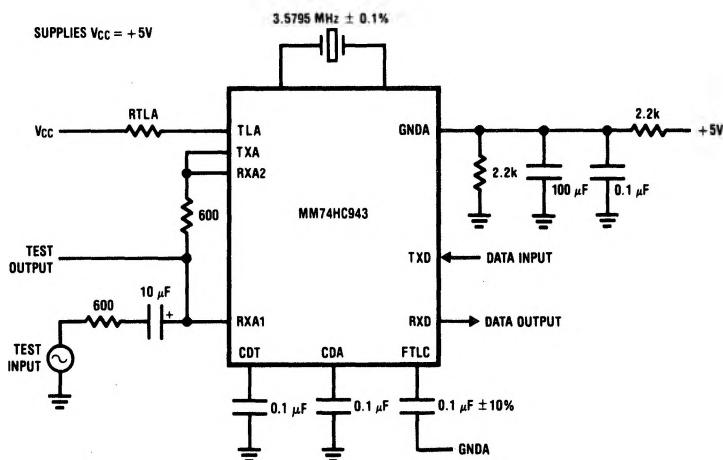 3.5795 MHz ± 0.1%
SUPPLIES VCC = +5V
2.2k
+5V
RTLA
VCC
TLA
GNDA
TXA
RXA2
2.2k
100 µF
0.1 µF
MM74HC943
600
TEST
OUTPUT
TXD
DATA INPUT
10 µF
+
600
RXA1
RXD
DATA OUTPUT
TEST
INPUT
CDT
CDA
FTLC
0.1 µF
0.1 µF
0.1 µF ±10%
GNDA